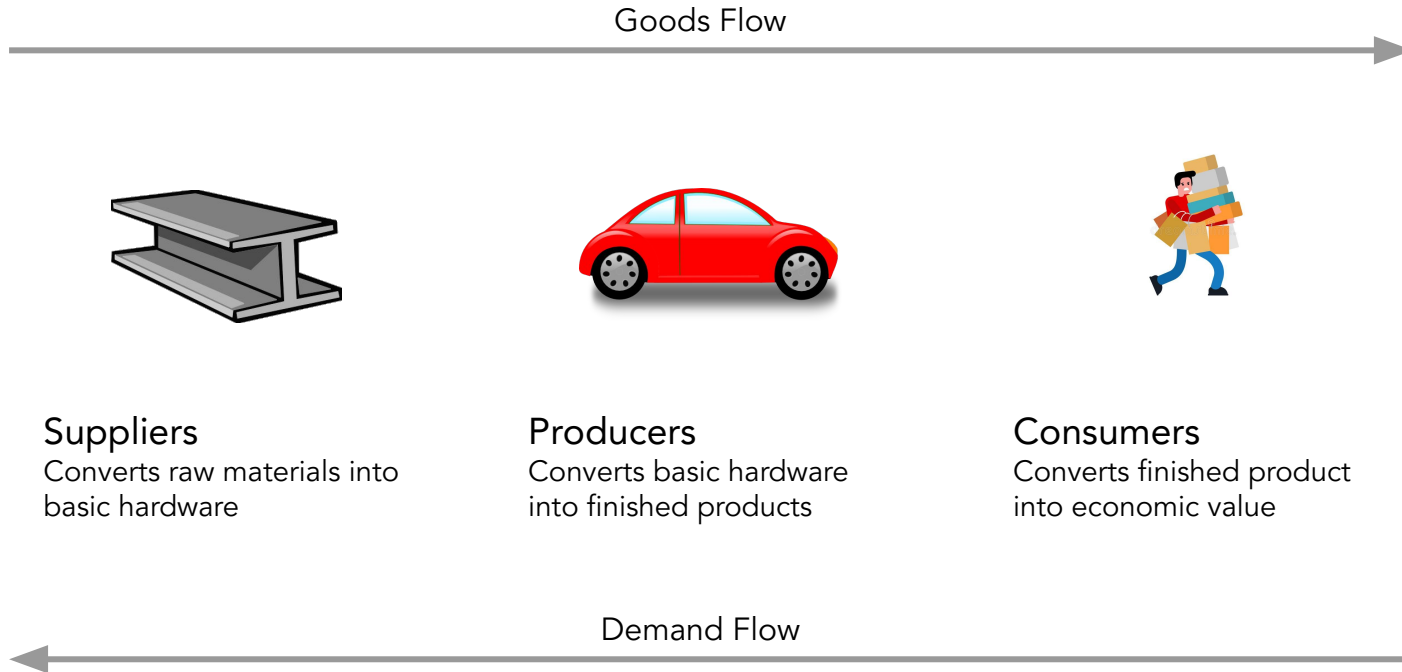 Goods Flow
Suppliers
Converts raw materials into
basic hardware
Producers
Converts basic hardware
into finished products
Consumers
Converts finished product
into economic value
Demand Flow